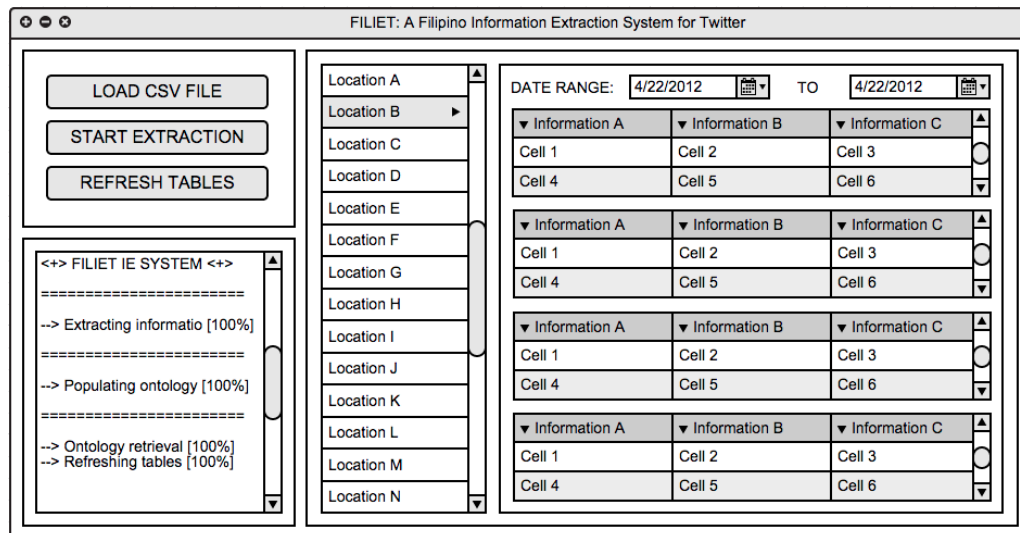 FILIET: A Filipino Information Extraction System for Twitter
LOAD CSV FILE
START EXTRACTION
REFRESH TABLES
<+> FILIET IE SYSTEM <+>
=======================
--> Extracting informatio [100%]
=======================
--> Populating ontology [100%]
=======================
--> Ontology retrieval [100%]
--> Refreshing tables [100%]
Location A
Location B
Location C
Location D
Location E
Location F
Location G
Location H
Location I
Location J
Location K
Location L
Location M
Location N
DATE RANGE: 4/22/2012 TO 4/22/2012
Information A Information B Information C
Cell 1 Cell 2 Cell 3
Cell 4 Cell 5 Cell 6
Information A Information B Information C
Cell 1 Cell 2 Cell 3
Cell 4 Cell 5 Cell 6
Information A Information B Information C
Cell 1 Cell 2 Cell 3
Cell 4 Cell 5 Cell 6
Information A Information B Information C
Cell 1 Cell 2 Cell 3
Cell 4 Cell 5 Cell 6